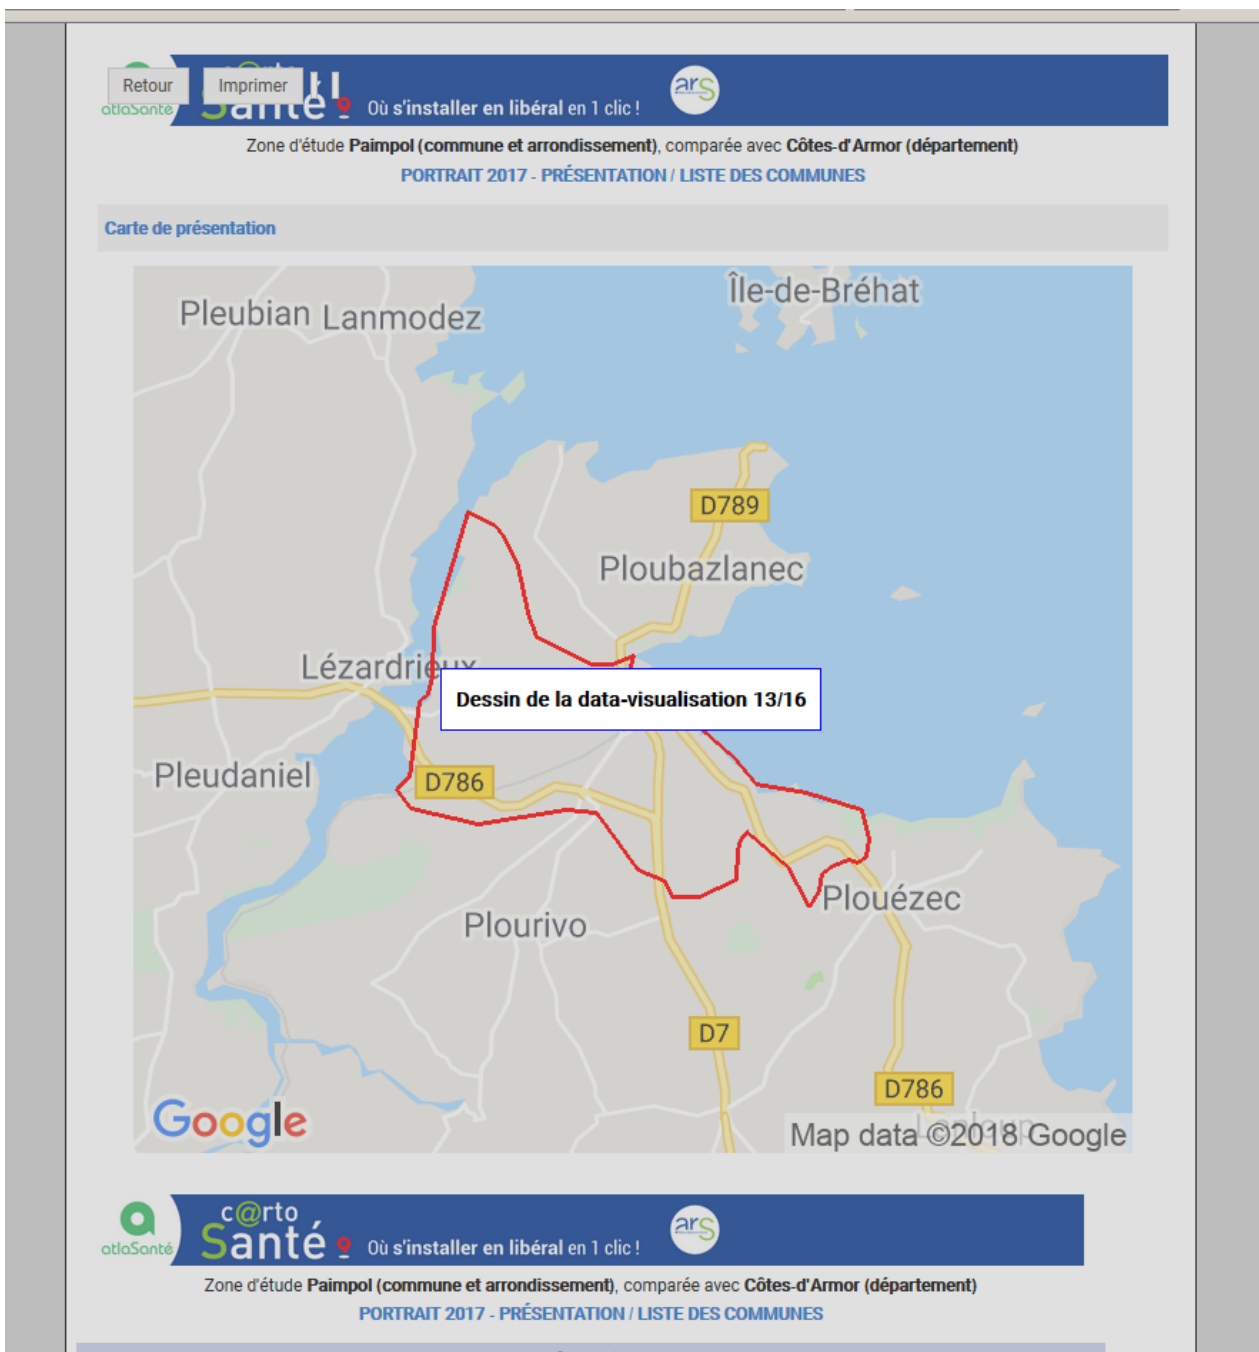 Retour
Imprimer
c@rto
atlaSanté
Santé
Où s'installer en libéral en 1 clic !
ars
Zone d'étude Paimpol (commune et arrondissement), comparée avec Côtes-d'Armor (département)
PORTRAIT 2017 - PRÉSENTATION / LISTE DES COMMUNES
Carte de présentation
Île-de-Bréhat
Pleubian
Lanmodez
D789
Ploubazlanec
Lézardrieux
Dessin de la data-visualisation 13/16
Pleudaniel
D786
Plouézec
Plourivo
D7
D786
Google
Lanloup
Map data ©2018 Google
c@rto
atlaSanté
Santé
Où s'installer en libéral en 1 clic !
ars
Zone d'étude Paimpol (commune et arrondissement), comparée avec Côtes-d'Armor (département)
PORTRAIT 2017 - PRÉSENTATION / LISTE DES COMMUNES